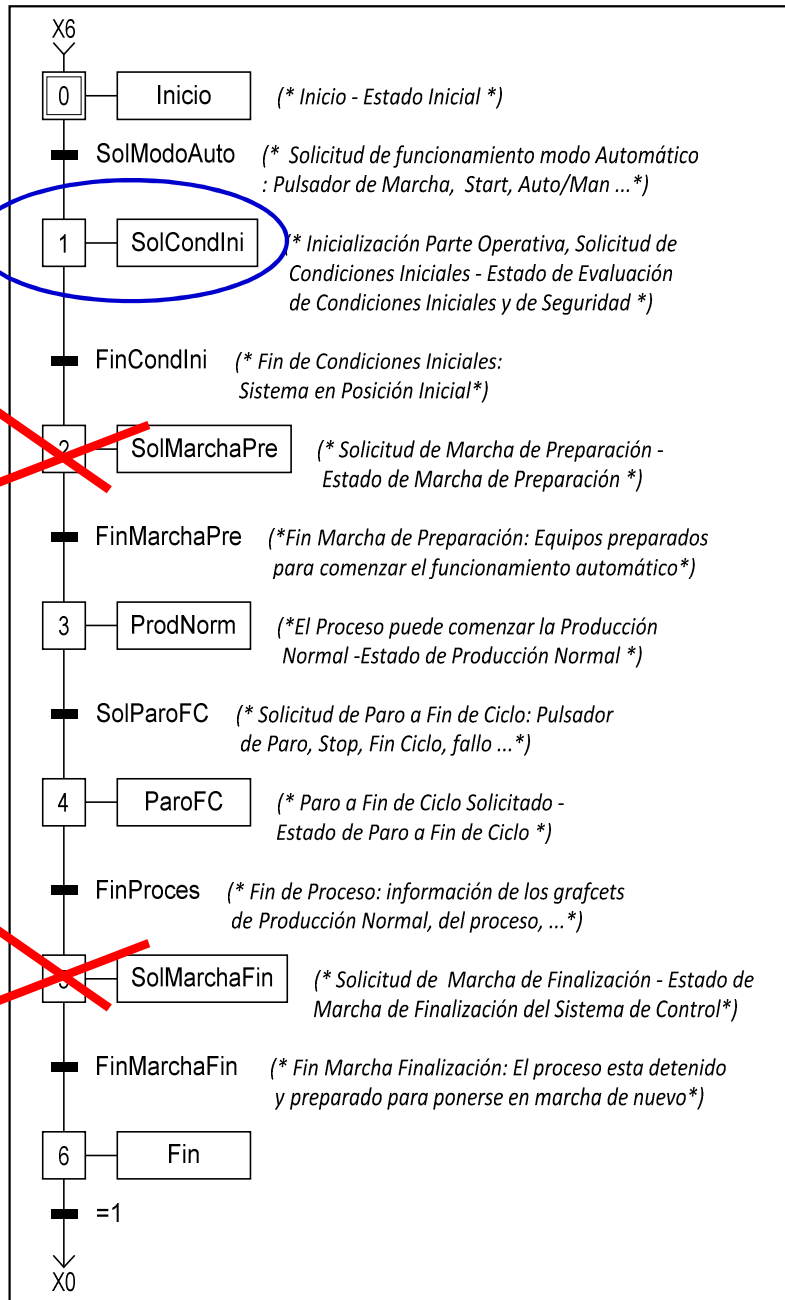 X6
0 Inicio (* Inicio - Estado Inicial *)
SolModoAuto (* Solicitud de funcionamiento modo Automático
: Pulsador de Marcha, Start, Auto/Man ...*)
1 SolCondIni (* Inicialización Parte Operativa, Solicitud de
Condiciones Iniciales - Estado de Evaluación
de Condiciones Iniciales y de Seguridad *)
FinCondIni (* Fin de Condiciones Iniciales:
Sistema en Posición Inicial*)
2 SolMarchaPre (* Solicitud de Marcha de Preparación -
Estado de Marcha de Preparación *)
FinMarchaPre (*Fin Marcha de Preparación: Equipos preparados
para comenzar el funcionamiento automático*)
3 ProdNorm (*El Proceso puede comenzar la Producción
Normal -Estado de Producción Normal *)
SolParoFC (* Solicitud de Paro a Fin de Ciclo: Pulsador
de Paro, Stop, Fin Ciclo, fallo ...*)
4 ParoFC (* Paro a Fin de Ciclo Solicitado -
Estado de Paro a Fin de Ciclo *)
FinProces (* Fin de Proceso: información de los grafcets
de Producción Normal, del proceso, ...*)
5 SolMarchaFin (* Solicitud de Marcha de Finalización - Estado de
Marcha de Finalización del Sistema de Control*)
FinMarchaFin (* Fin Marcha Finalización: El proceso esta detenido
y preparado para ponerse en marcha de nuevo*)
6 Fin
=1
X0